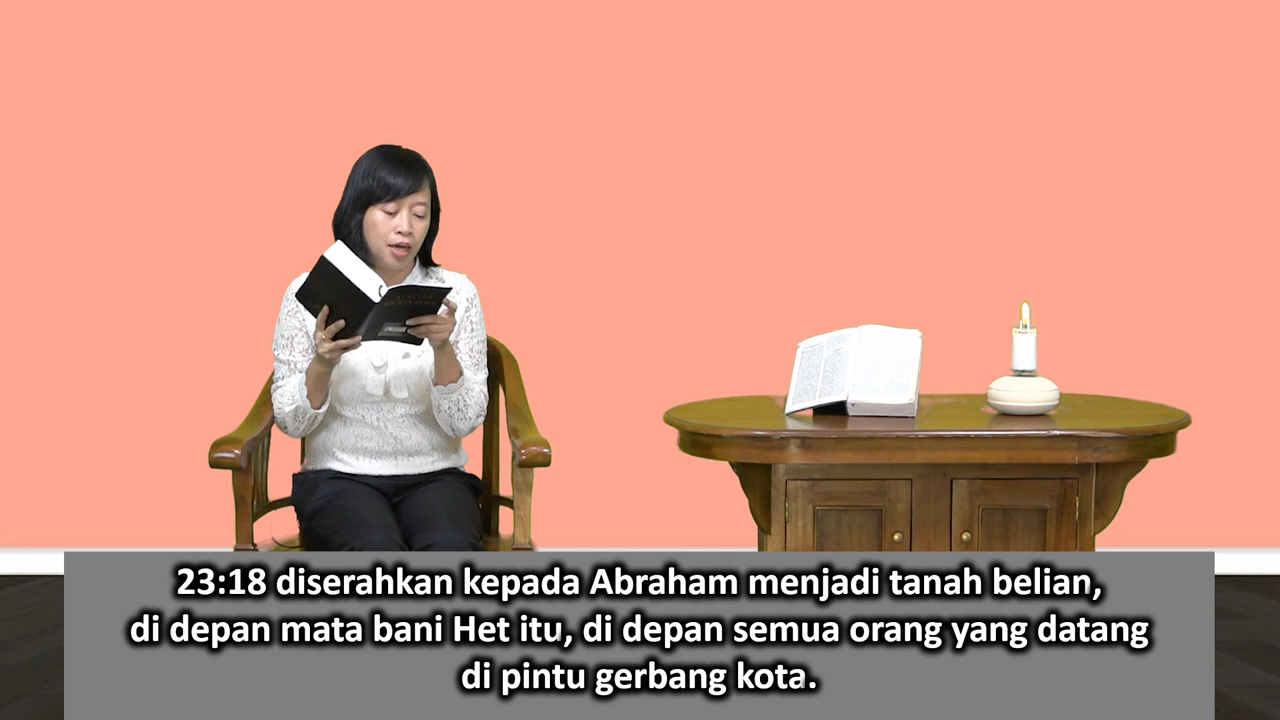 23:18 diserahkan kepada Abraham menjadi tanah belian,
di depan mata bani Het itu, di depan semua orang yang datang
di pintu gerbang kota.